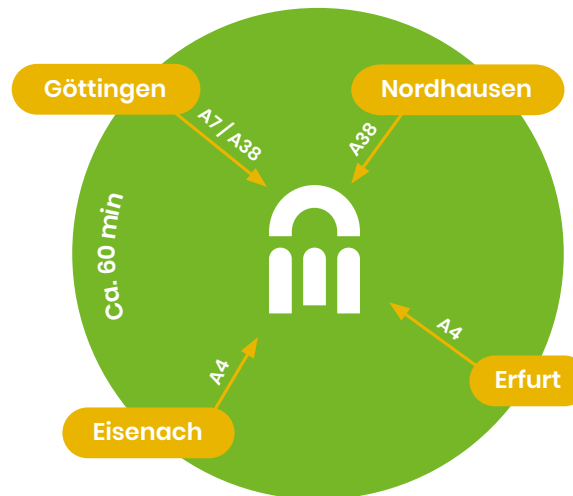 Göttingen
Nordhausen
A7 / A38
A38
Ca. 60 min
A4
A4
Erfurt
Eisenach